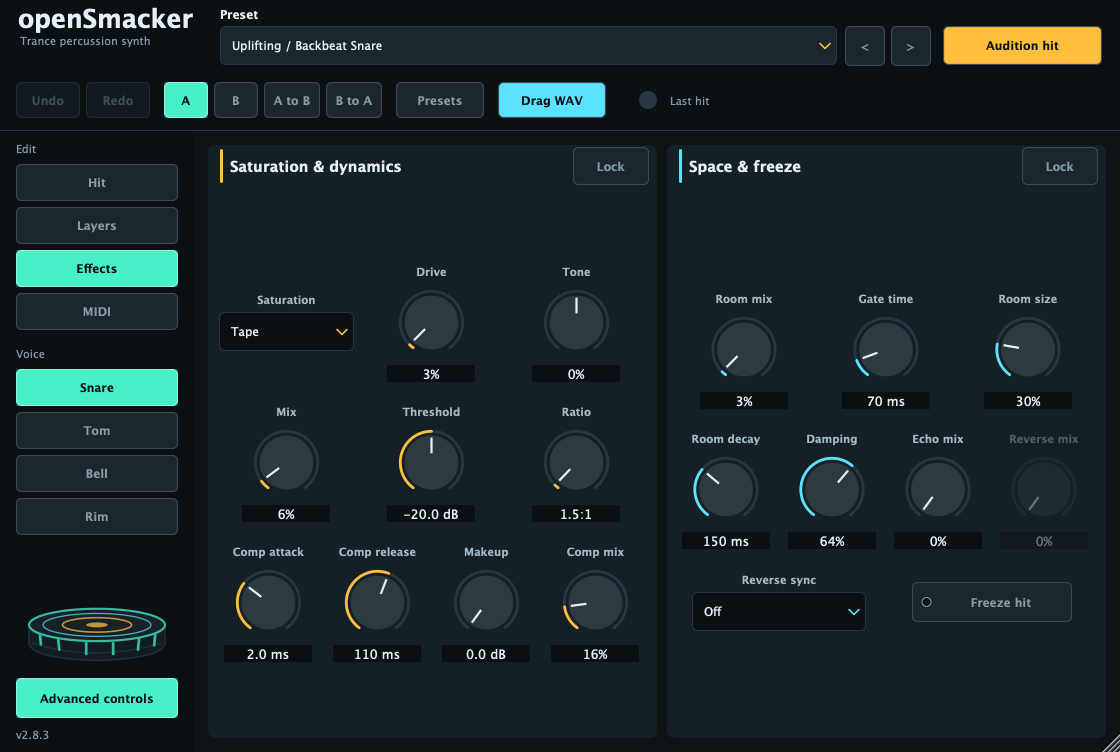 openSmacker
Trance percussion synth
Preset
Uplifting / Backbeat Snare
<
>
Audition hit
Undo
Redo
A
B
A to B
B to A
Presets
Drag WAV
Last hit
Edit
Hit
Layers
Effects
MIDI
Voice
Snare
Tom
Bell
Rim
Advanced controls
v2.8.3
Saturation & dynamics
Lock
Saturation
Tape
Drive
3%
Tone
0%
Mix
6%
Threshold
-20.0 dB
Ratio
1.5:1
Comp attack
2.0 ms
Comp release
110 ms
Makeup
0.0 dB
Comp mix
16%
Space & freeze
Lock
Room mix
3%
Gate time
70 ms
Room size
30%
Room decay
150 ms
Damping
64%
Echo mix
0%
Reverse mix
0%
Reverse sync
Off
Freeze hit